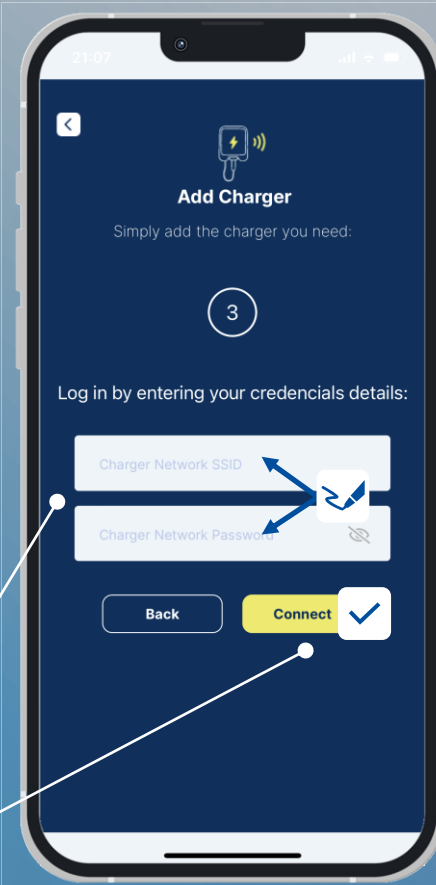 21:07
Add Charger
Simply add the charger you need:
3
Log in by entering your credencials details:
Charger Network SSID
Charger Network Password
Back
Connect